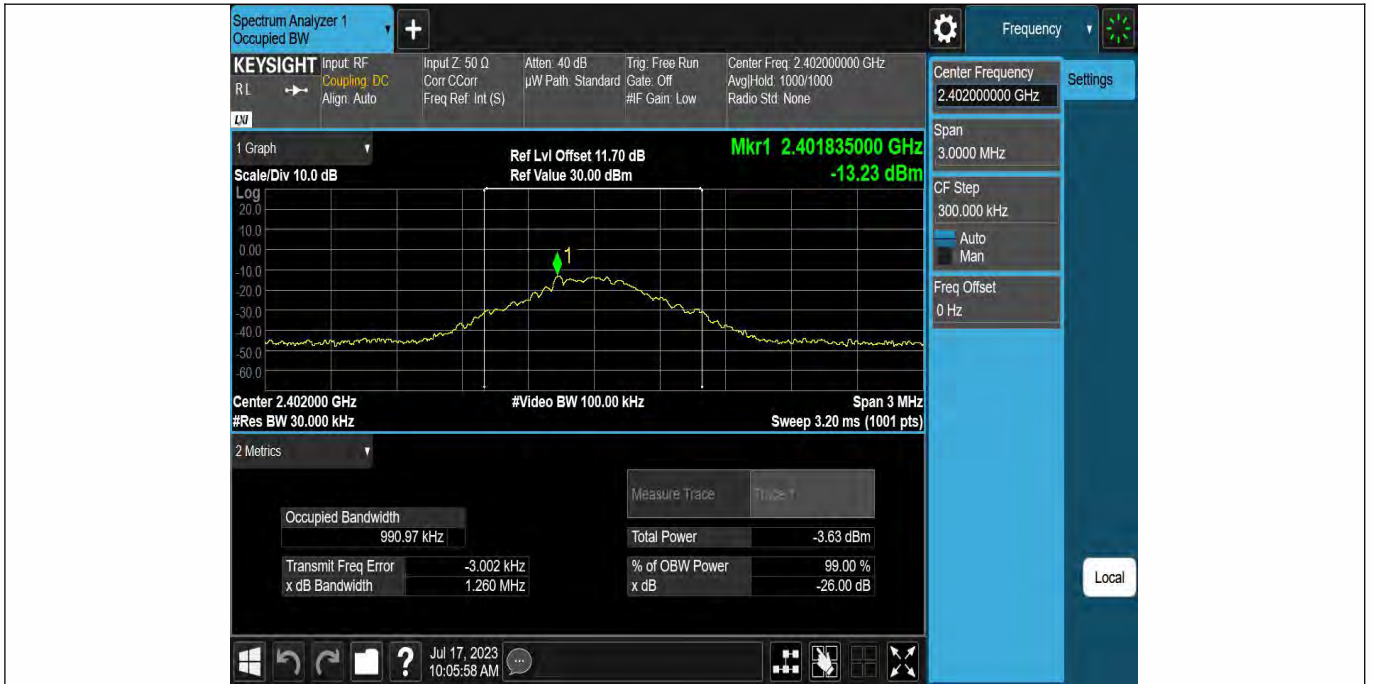 Spectrum Analyzer 1
Occupied BW
+
Frequency
KEYSIGHT
R L
LXI
Input: RF
Coupling: DC
Align: Auto
Input Z: 50 Ω
Corr CCorr
Freq Ref: Int (S)
Atten: 40 dB
µW Path: Standard
Trig: Free Run
Gate: Off
#IF Gain: Low
Center Freq: 2.402000000 GHz
Avg|Hold: 1000/1000
Radio Std: None
Center Frequency
2.402000000 GHz
Settings
Span
3.0000 MHz
CF Step
300.000 kHz
Auto
Man
Freq Offset
0 Hz
Local
1 Graph
Scale/Div 10.0 dB
Ref Lvl Offset 11.70 dB
Ref Value 30.00 dBm
Mkr1 2.401835000 GHz
-13.23 dBm
Log
20.0
10.0
0.00
-10.0
-20.0
-30.0
-40.0
-50.0
-60.0
1
Center 2.402000 GHz
#Video BW 100.00 kHz
Span 3 MHz
#Res BW 30.000 kHz
Sweep 3.20 ms (1001 pts)
2 Metrics
Measure Trace
Trace 1
Occupied Bandwidth
990.97 kHz
Total Power
-3.63 dBm
Transmit Freq Error
-3.002 kHz
% of OBW Power
99.00 %
x dB Bandwidth
1.260 MHz
x dB
-26.00 dB
?
Jul 17, 2023
10:05:58 AM